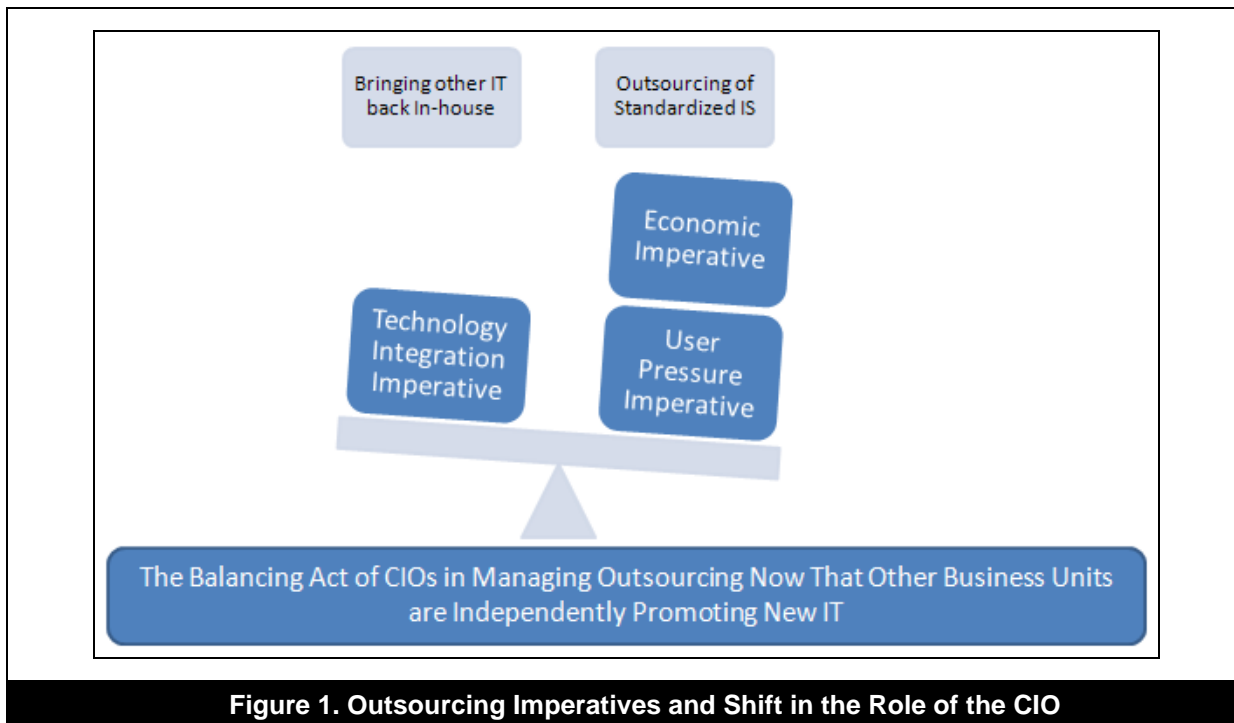 Bringing other IT
back In-house
Outsourcing of
Standardized IS
Economic
Imperative
Technology
Integration
Imperative
User
Pressure
Imperative
The Balancing Act of CIOs in Managing Outsourcing Now That Other Business Units
are Independently Promoting New IT
Figure 1. Outsourcing Imperatives and Shift in the Role of the CIO